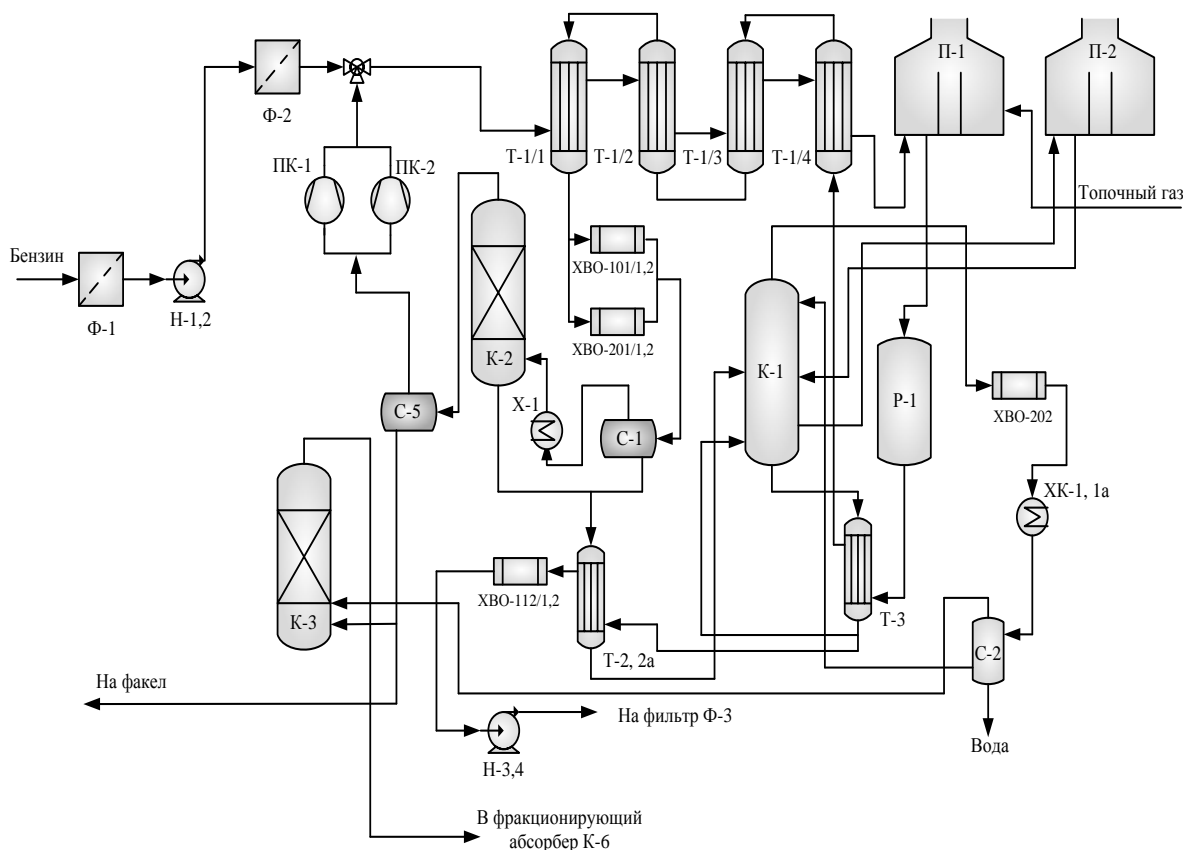 П-1
П-2
Ф-2
ПК-1
ПК-2
Т-1/1
Т-1/2
Т-1/3
Т-1/4
Топочный газ
Бензин
Ф-1
Н-1,2
ХВО-101/1,2
ХВО-201/1,2
К-2
К-1
Р-1
ХВО-202
С-5
Х-1
С-1
ХК-1, 1а
ХВО-112/1,2
К-3
Т-3
Т-2, 2а
С-2
На факел
На фильтр Ф-3
Вода
Н-3,4
В фракционирующий
абсорбер К-6